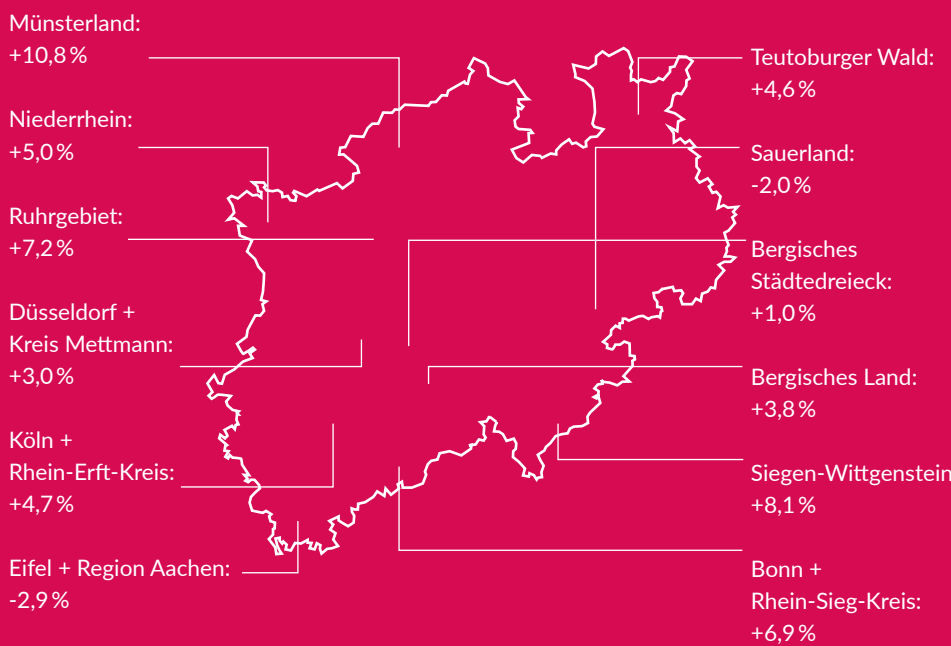 Münsterland:
+10,8 %
Niederrhein:
+5,0 %
Ruhrgebiet:
+7,2 %
Düsseldorf +
Kreis Mettmann:
+3,0 %
Köln +
Rhein-Erft-Kreis:
+4,7 %
Eifel + Region Aachen:
-2,9 %
Teutoburger Wald:
+4,6 %
Sauerland:
-2,0 %
Bergisches
Städtedreieck:
+1,0 %
Bergisches Land:
+3,8 %
Siegen-Wittgenstein
+8,1 %
Bonn +
Rhein-Sieg-Kreis:
+6,9 %